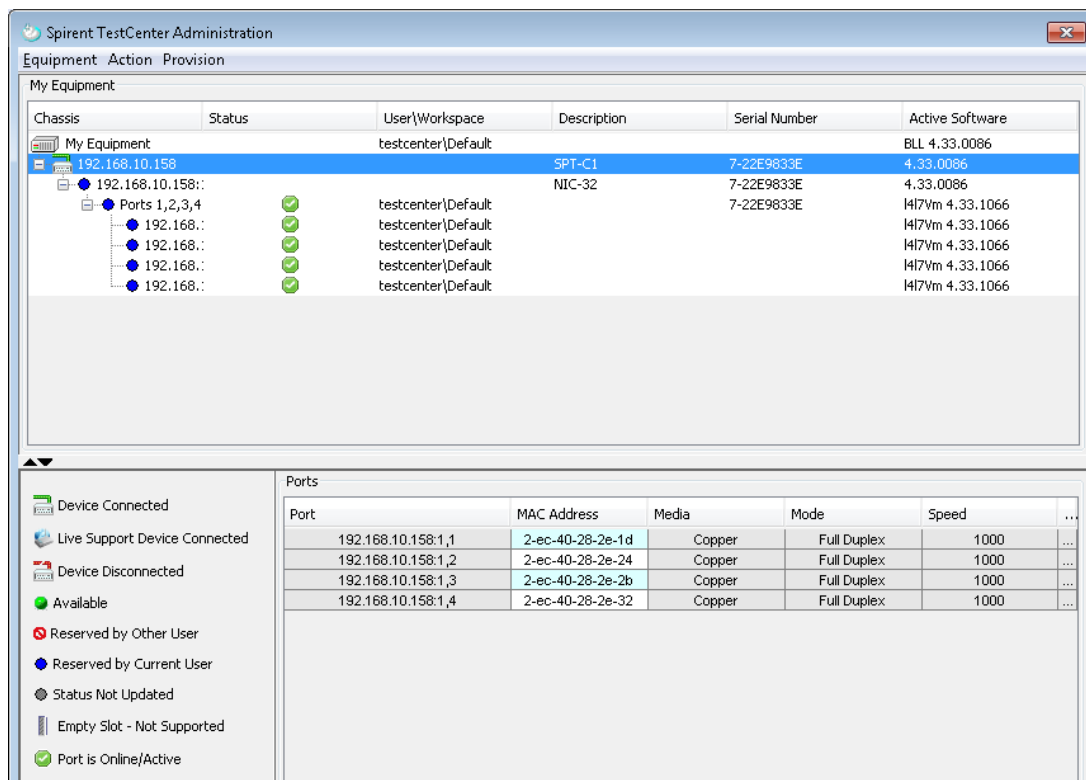 Spirent TestCenter Administration
Equipment Action Provision
My Equipment
Chassis Status User\Workspace Description Serial Number Active Software
My Equipment testcenter\Default BLL 4.33.0086
192.168.10.158 SPT-C1 7-22E9833E 4.33.0086
192.168.10.158:: NIC-32 7-22E9833E 4.33.0086
Ports 1,2,3,4 testcenter\Default 7-22E9833E l4l7Vm 4.33.1066
192.168.: testcenter\Default l4l7Vm 4.33.1066
192.168.: testcenter\Default l4l7Vm 4.33.1066
192.168.: testcenter\Default l4l7Vm 4.33.1066
192.168.: testcenter\Default l4l7Vm 4.33.1066
Device Connected
Live Support Device Connected
Device Disconnected
Available
Reserved by Other User
Reserved by Current User
Status Not Updated
Empty Slot - Not Supported
Port is Online/Active
Ports
Port MAC Address Media Mode Speed ...
192.168.10.158:1,1 2-ec-40-28-2e-1d Copper Full Duplex 1000 ...
192.168.10.158:1,2 2-ec-40-28-2e-24 Copper Full Duplex 1000 ...
192.168.10.158:1,3 2-ec-40-28-2e-2b Copper Full Duplex 1000 ...
192.168.10.158:1,4 2-ec-40-28-2e-32 Copper Full Duplex 1000 ...